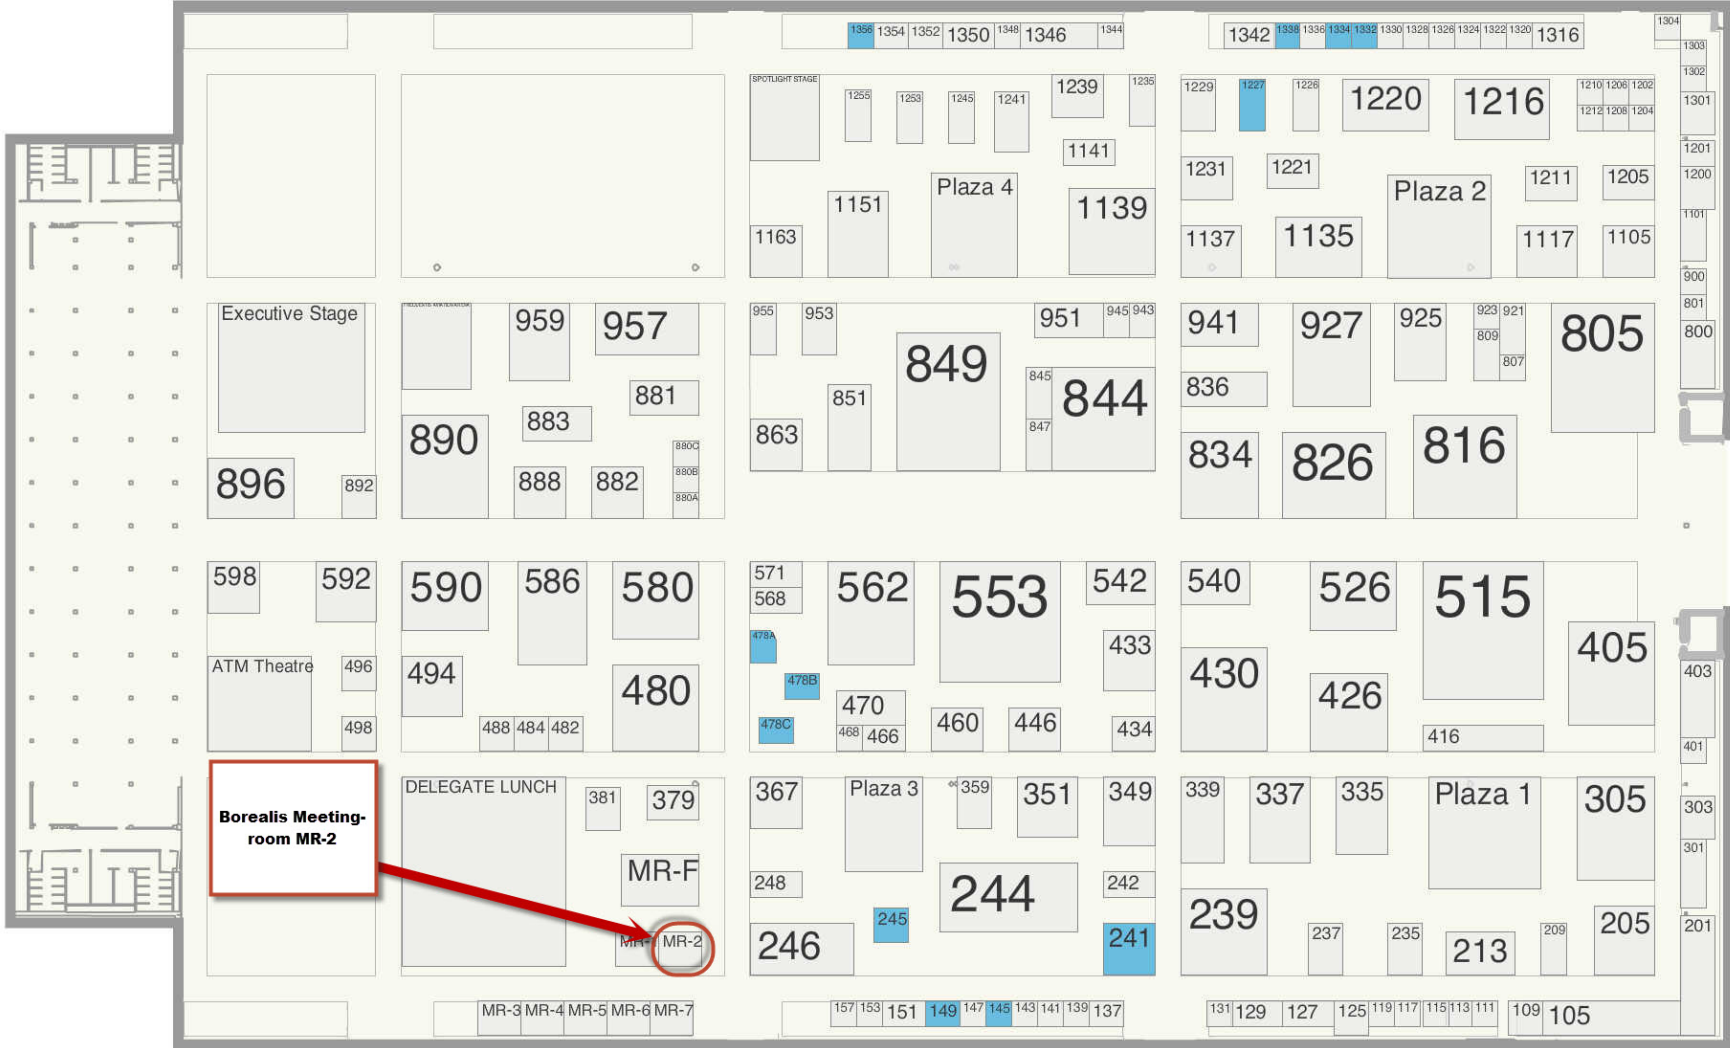 1356 1354 1352 1350 1348 1346 1344
1342 1338 1336 1334 1332 1330 1328 1326 1324 1322 1320 1316
1304
1303
1302
1301
SPOTLIGHT STAGE
1255 1253 1245 1241 1239 1235
1229 1227 1226 1220 1216
1210 1206 1202
1212 1208 1204
1141
1201
1200
1231 1221 1211 1205
1151 Plaza 4 1139
Plaza 2
1101
1163
1137 1135 1117 1105
900
801
800
Executive Stage
959 957
955 953 951 945 943
941 927 925 923 921 805
809
807
849
881
883
890
845 844
847
851
863
836
834 826 816
880C
880B
880A
896 892
888 882
598 592
590 586 580
571
568
562 553 542
540 526 515
478A
478B
478C
433
405
403
401
ATM Theatre 496
498
494 480
488 484 482
470
468 466
460 446 434
430 426
416
Borealis Meeting-
room MR-2
DELEGATE LUNCH
381 379
MR-F
MR-2
367 Plaza 3 359 351 349
339 337 335 Plaza 1 305
303
301
248 244 242
245
246 241
239 237 235 213 209 205
201
MR-3 MR-4 MR-5 MR-6 MR-7
157 153 151 149 147 145 143 141 139 137
131 129 127 125 119 117 115 113 111
109 105